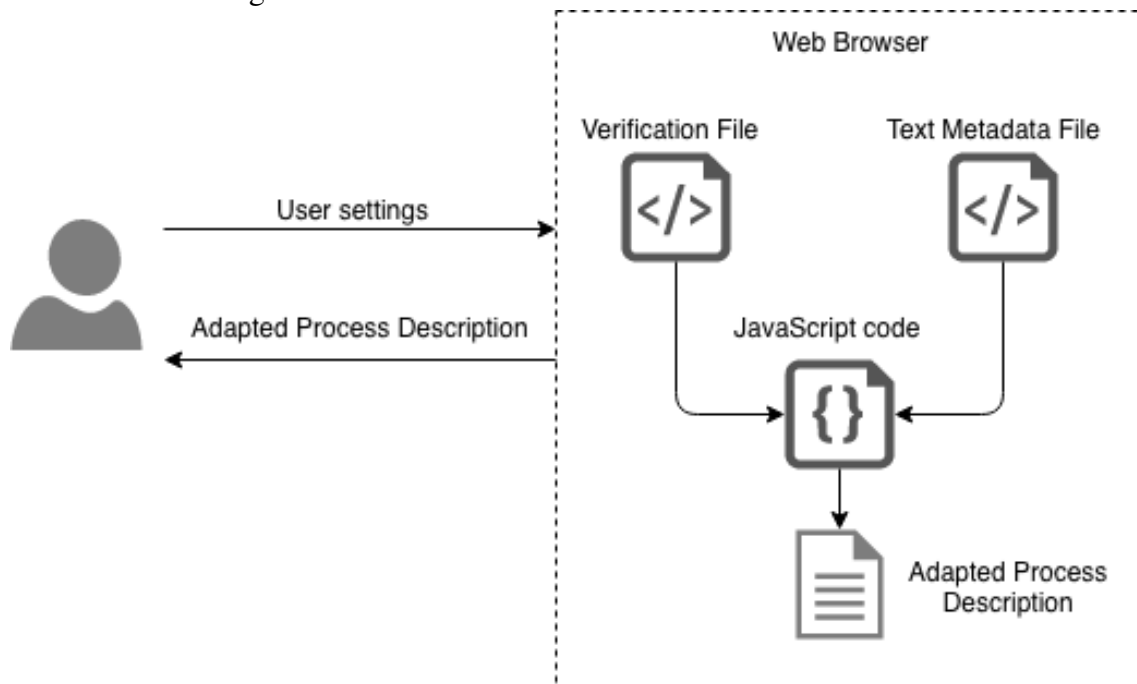 Web Browser
Verification File
Text Metadata File
</>
</>
User settings
Adapted Process Description
JavaScript code
{}
Adapted Process
Description